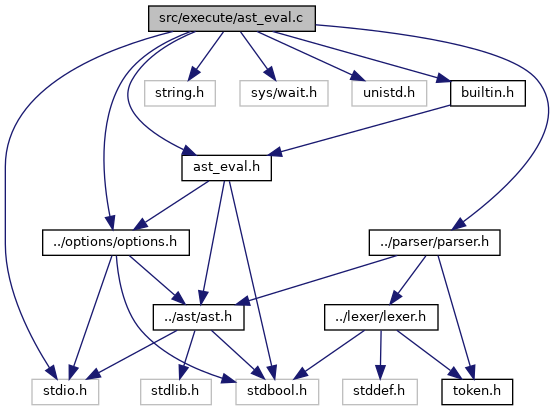 src/execute/ast_eval.c
string.h
sys/wait.h
unistd.h
builtin.h
ast_eval.h
../options/options.h
../parser/parser.h
../ast/ast.h
../lexer/lexer.h
stdio.h
stdlib.h
stdbool.h
stddef.h
token.h